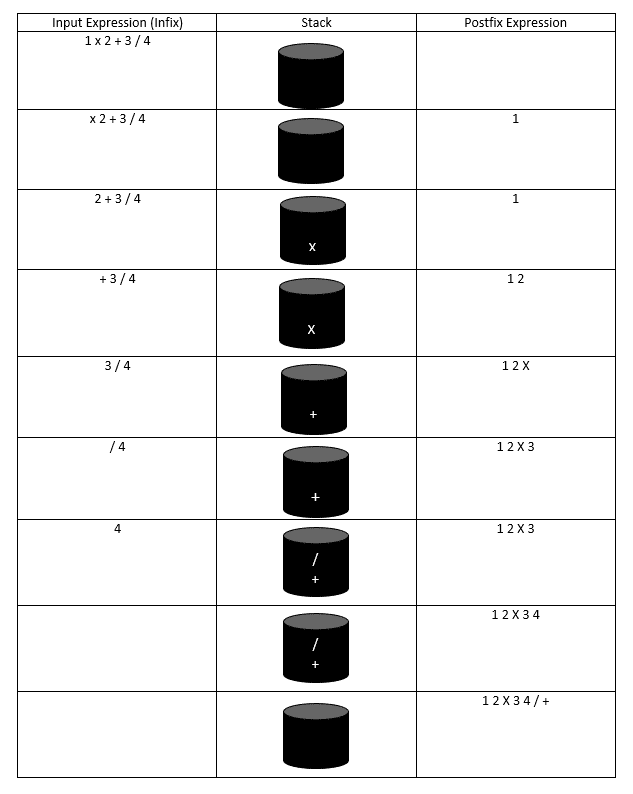 Input Expression (Infix) Stack Postfix Expression
1 x 2 + 3 / 4
x 2 + 3 / 4 1
2 + 3 / 4 1
x
+ 3 / 4 1 2
X
3 / 4 1 2 X
+
/ 4 1 2 X 3
+
4 1 2 X 3
/
+
1 2 X 3 4
/
+
1 2 X 3 4 / +